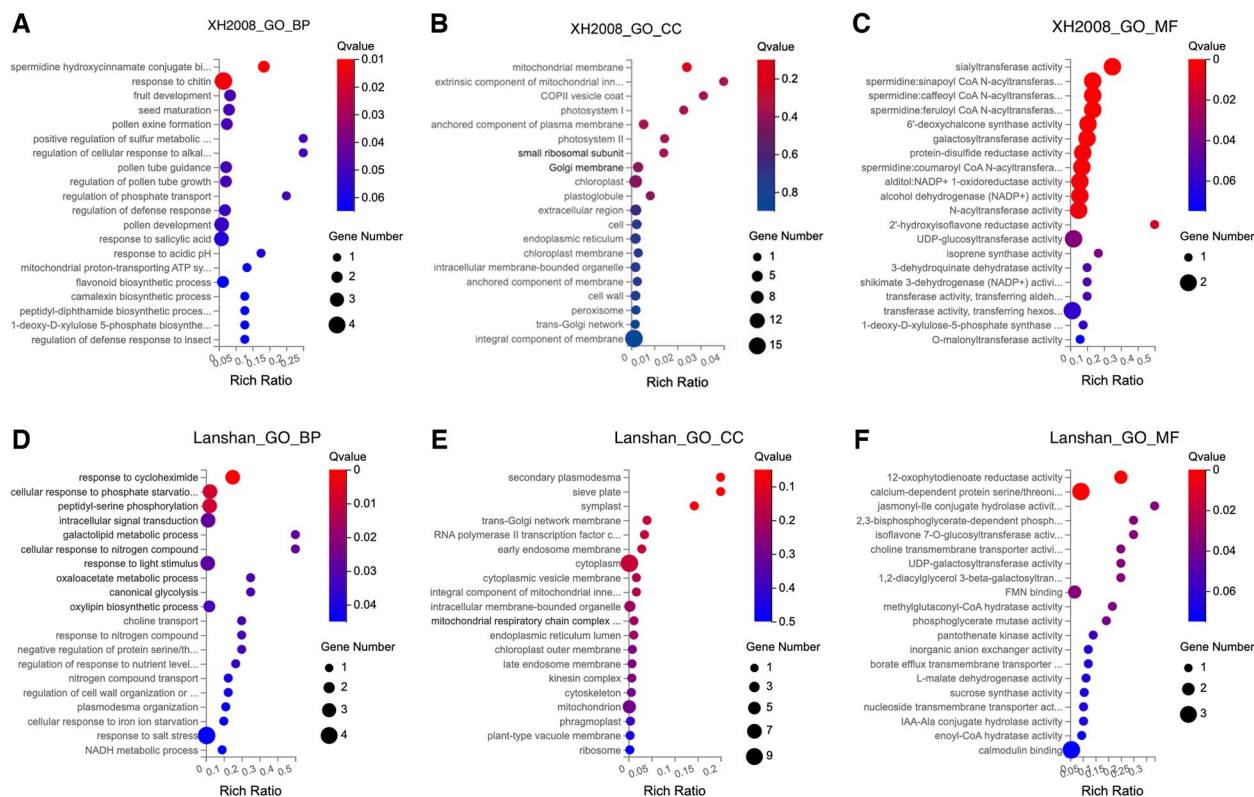 A
XH2008_GO_BP
spermidine hydroxycinnamate conjugate bi...
response to chitin
fruit development
seed maturation
pollen exine formation
positive regulation of sulfur metabolic ...
regulation of cellular response to alkal...
pollen tube guidance
regulation of pollen tube growth
regulation of phosphate transport
regulation of defense response
pollen development
response to salicylic acid
response to acidic pH
mitochondrial proton-transporting ATP sy...
flavonoid biosynthetic process
camalexin biosynthetic process
peptidyl-diphthamide biosynthetic proces...
1-deoxy-D-xylulose 5-phosphate biosynthe...
regulation of defense response to insect
0.05
0.1
0.15
0.2
0.25
Rich Ratio
Qvalue
0.01
0.02
0.03
0.04
0.05
0.06
Gene Number
1
2
3
4
B
XH2008_GO_CC
mitochondrial membrane
extrinsic component of mitochondrial inn...
COPII vesicle coat
photosystem I
anchored component of plasma membrane
photosystem II
small ribosomal subunit
Golgi membrane
chloroplast
plastoglobule
extracellular region
cell
endoplasmic reticulum
chloroplast membrane
intracellular membrane-bounded organelle
anchored component of membrane
cell wall
peroxisome
trans-Golgi network
integral component of membrane
0
0.01
0.02
0.03
0.04
Rich Ratio
Qvalue
0.2
0.4
0.6
0.8
Gene Number
1
5
8
12
15
C
XH2008_GO_MF
sialyltransferase activity
spermidine:sinapoyl CoA N-acyltransferas...
spermidine:caffeoyl CoA N-acyltransferas...
spermidine:feruloyl CoA N-acyltransferas...
6'-deoxychalcone synthase activity
galactosyltransferase activity
protein-disulfide reductase activity
spermidine:coumaroyl CoA N-acyltransfera...
alditol:NADP+ 1-oxidoreductase activity
alcohol dehydrogenase (NADP+) activity
N-acyltransferase activity
2'-hydroxyisoflavone reductase activity
UDP-glucosyltransferase activity
isoprene synthase activity
3-dehydroquinate dehydratase activity
shikimate 3-dehydrogenase (NADP+) activi...
transferase activity, transferring aldeh...
transferase activity, transferring hexos...
1-deoxy-D-xylulose-5-phosphate synthase ...
O-malonyltransferase activity
0
0.1
0.2
0.3
0.4
0.5
Rich Ratio
Qvalue
0
0.02
0.04
0.06
Gene Number
1
2
D
Lanshan_GO_BP
response to cycloheximide
cellular response to phosphate starvatio...
peptidyl-serine phosphorylation
intracellular signal transduction
galactolipid metabolic process
cellular response to nitrogen compound
response to light stimulus
oxaloacetate metabolic process
canonical glycolysis
oxylipin biosynthetic process
choline transport
response to nitrogen compound
negative regulation of protein serine/th...
regulation of response to nutrient level...
nitrogen compound transport
regulation of cell wall organization or ...
plasmodesma organization
cellular response to iron ion starvation
response to salt stress
NADH metabolic process
0
0.1
0.2
0.3
0.4
0.5
Rich Ratio
Qvalue
0
0.01
0.02
0.03
0.04
Gene Number
1
2
3
4
E
Lanshan_GO_CC
secondary plasmodesma
sieve plate
symplast
trans-Golgi network membrane
RNA polymerase II transcription factor c...
early endosome membrane
cytoplasm
cytoplasmic vesicle membrane
integral component of mitochondrial inne...
intracellular membrane-bounded organelle
mitochondrial respiratory chain complex ...
endoplasmic reticulum lumen
chloroplast outer membrane
late endosome membrane
kinesin complex
cytoskeleton
mitochondrion
phragmoplast
plant-type vacuole membrane
ribosome
0
0.05
0.1
0.15
0.2
Rich Ratio
Qvalue
0.1
0.2
0.3
0.4
0.5
Gene Number
1
3
5
7
9
F
Lanshan_GO_MF
12-oxophytodienoate reductase activity
calcium-dependent protein serine/threoni...
jasmonyl-Ile conjugate hydrolase activit...
2,3-bisphosphoglycerate-dependent phosph...
isoflavone 7-O-glucosyltransferase activ...
choline transmembrane transporter activi...
UDP-galactosyltransferase activity
1,2-diacylglycerol 3-beta-galactosyltran...
FMN binding
methylglutaconyl-CoA hydratase activity
phosphoglycerate mutase activity
pantothenate kinase activity
inorganic anion exchanger activity
borate efflux transmembrane transporter ...
L-malate dehydrogenase activity
sucrose synthase activity
nucleoside transmembrane transporter act...
IAA-Ala conjugate hydrolase activity
enoyl-CoA hydratase activity
calmodulin binding
0
0.05
0.1
0.15
0.2
0.25
0.3
Rich Ratio
Qvalue
0
0.02
0.04
0.06
Gene Number
1
2
3